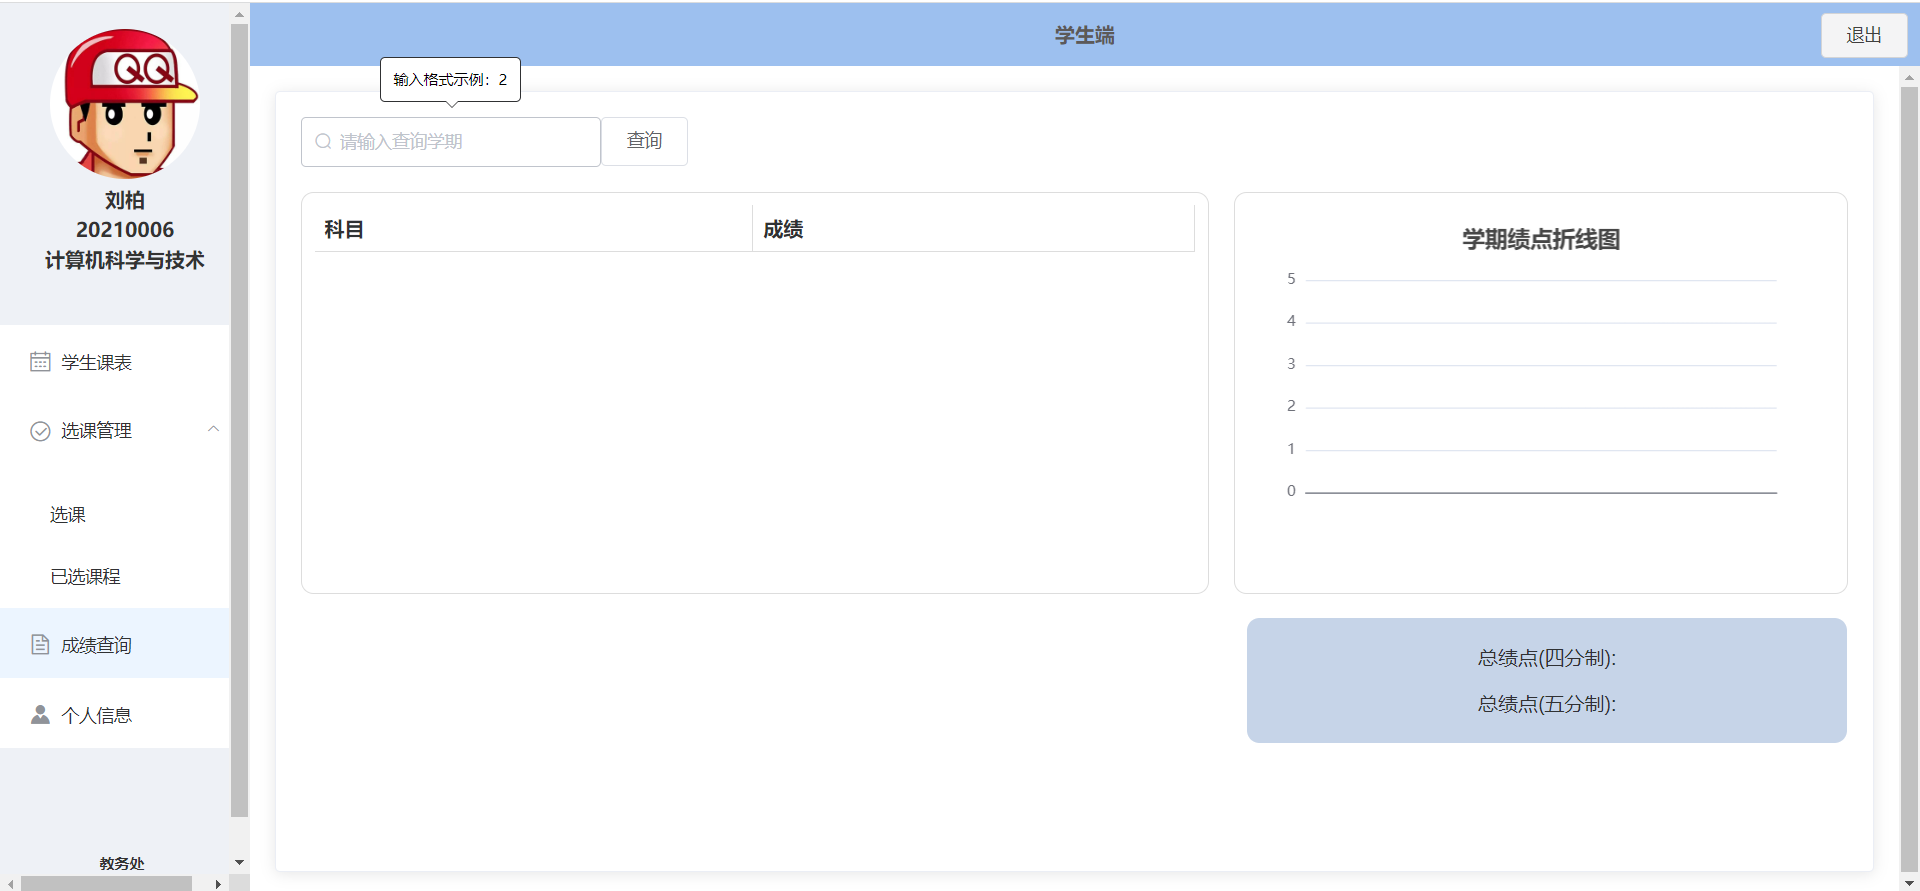 QQ
刘柏
20210006
计算机科学与技术
学生课表
选课管理
选课
已选课程
成绩查询
个人信息
教务处
学生端
退出
输入格式示例：2
请输入查询学期
查询
科目
成绩
学期绩点折线图
5
4
3
2
1
0
总绩点(四分制):
总绩点(五分制):